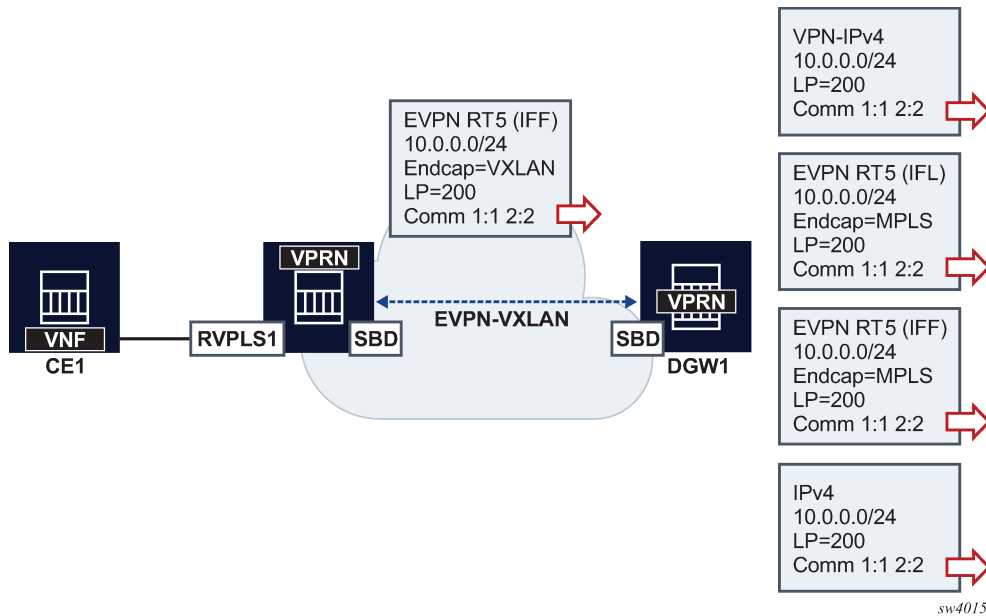 EVPN RT5 (IFF)
10.0.0.0/24
Endcap=VXLAN
LP=200
Comm 1:1 2:2
VPRN
VNF
CE1
RVPLS1
SBD
EVPN-VXLAN
VPRN
SBD
DGW1
VPN-IPv4
10.0.0.0/24
LP=200
Comm 1:1 2:2
EVPN RT5 (IFL)
10.0.0.0/24
Endcap=MPLS
LP=200
Comm 1:1 2:2
EVPN RT5 (IFF)
10.0.0.0/24
Endcap=MPLS
LP=200
Comm 1:1 2:2
IPv4
10.0.0.0/24
LP=200
Comm 1:1 2:2
sw4015